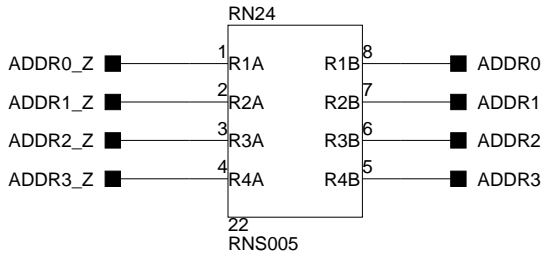 RN24
ADDR0_Z 1 R1A R1B 8 ADDR0
ADDR1_Z 2 R2A R2B 7 ADDR1
ADDR2_Z 3 R3A R3B 6 ADDR2
ADDR3_Z 4 R4A R4B 5 ADDR3
22
RNS005